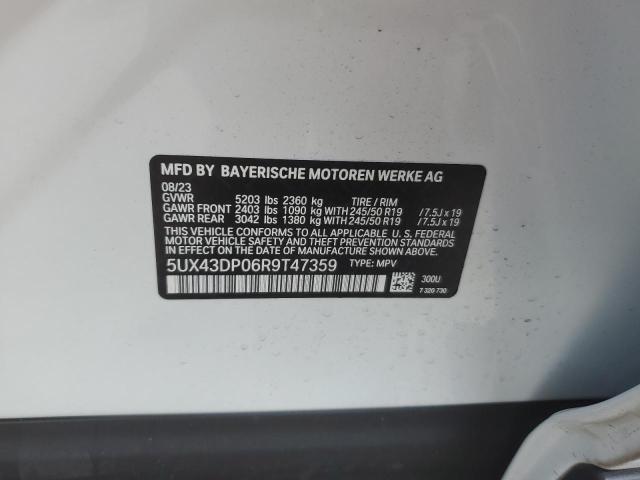 MFD BY BAYERISCHE MOTOREN WERKE AG
08/23
GVWR 5203 lbs 2360 kg TIRE / RIM
GAWR FRONT 2403 lbs 1090 kg WITH 245/50 R19 / 7.5J x 19
GAWR REAR 3042 lbs 1380 kg WITH 245/50 R19 / 7.5J x 19
THIS VEHICLE CONFORMS TO ALL APPLICABLE U.S. FEDERAL
MOTOR VEHICLE SAFETY, BUMPER, AND THEFT PREVENTION
STANDARDS IN EFFECT ON THE DATE OF MANUFACTURE SHOWN ABOVE.
5UX43DP06R9T47359 TYPE: MPV
300U
7 320 730